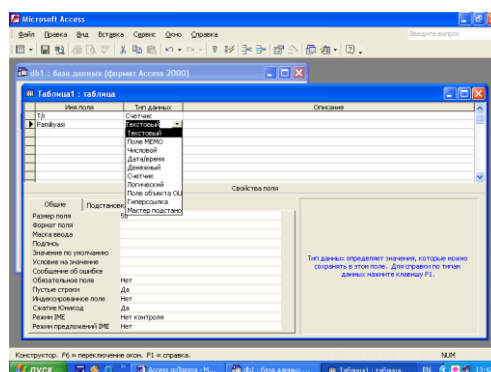 Microsoft Access
Файл Правка Вид Вставка Сервис Окно Справка
Введите вопрос
db1 : база данных (формат Access 2000)
Таблица1 : таблица
Имя поля Тип данных Описание
T/r Счетчик
Familiyasi Текстовый
Текстовый
Поле МЕМО
Числовой
Дата/время
Денежный
Счетчик
Логический
Поле объекта OL
Гиперссылка
Мастер подстано
Свойства поля
Общие Подстанов
Размер поля 50
Формат поля
Маска ввода
Подпись
Значение по умолчанию
Условие на значение
Сообщение об ошибке
Обязательное поле Нет
Пустые строки Да
Индексированное поле Нет
Сжатие Юникод Да
Режим IME Нет контроля
Режим предложений IME Нет
Тип данных определяет значения, которые можно
сохранять в этом поле. Для справки по типам
данных нажмите клавишу F1.
Конструктор. F6 = переключение окон. F1 = справка. NUM
пуск Access qo'llanma - M... db1 : база данных ... Таблица1 : таблица EN